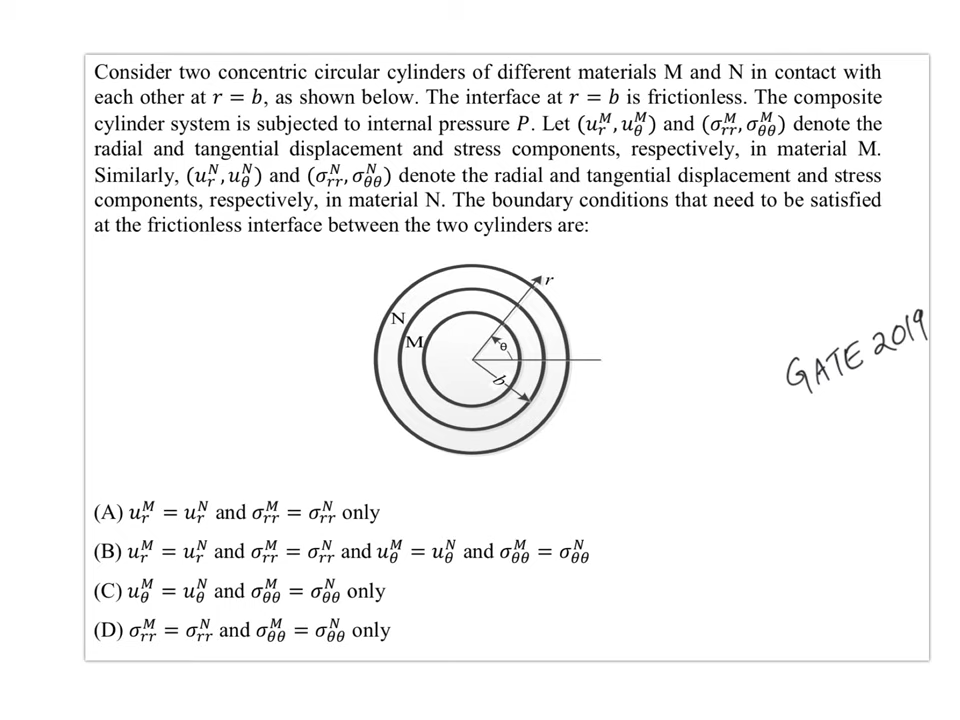 Consider two concentric circular cylinders of different materials M and N in contact with
each other at r = b, as shown below. The interface at r = b is frictionless. The composite
cylinder system is subjected to internal pressure P. Let (u_r^M, u_θ^M) and (σ_rr^M, σ_θθ^M) denote the
radial and tangential displacement and stress components, respectively, in material M.
Similarly, (u_r^N, u_θ^N) and (σ_rr^N, σ_θθ^N) denote the radial and tangential displacement and stress
components, respectively, in material N. The boundary conditions that need to be satisfied
at the frictionless interface between the two cylinders are:
r
N
M
θ
b
GATE 2019
(A) u_r^M = u_r^N and σ_rr^M = σ_rr^N only
(B) u_r^M = u_r^N and σ_rr^M = σ_rr^N and u_θ^M = u_θ^N and σ_θθ^M = σ_θθ^N
(C) u_θ^M = u_θ^N and σ_θθ^M = σ_θθ^N only
(D) σ_rr^M = σ_rr^N and σ_θθ^M = σ_θθ^N only